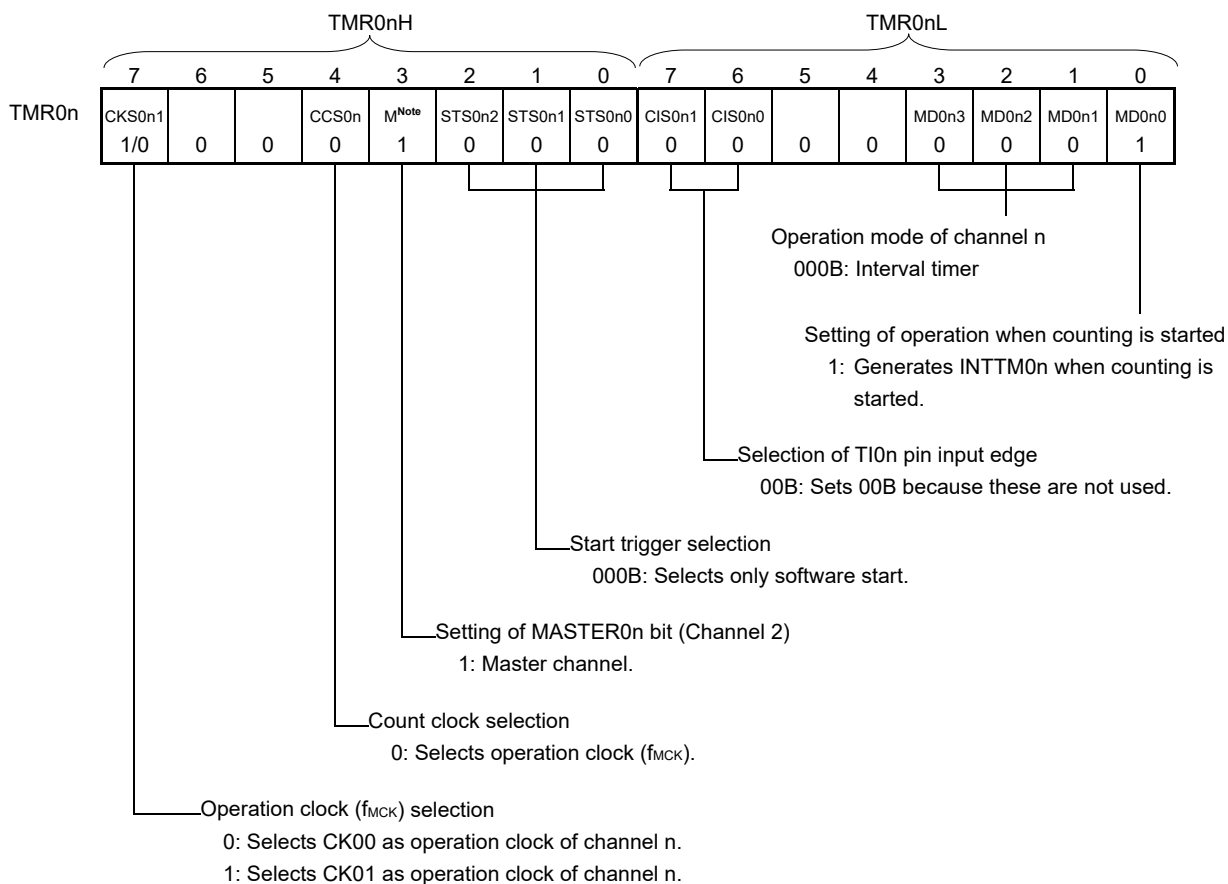 TMR0nH TMR0nL
7 6 5 4 3 2 1 0 7 6 5 4 3 2 1 0
TMR0n CKS0n1 CCS0n M^Note STS0n2 STS0n1 STS0n0 CIS0n1 CIS0n0 MD0n3 MD0n2 MD0n1 MD0n0
1/0 0 0 0 1 0 0 0 0 0 0 0 0 0 0 1
Operation mode of channel n
000B: Interval timer
Setting of operation when counting is started
1: Generates INTTM0n when counting is
started.
Selection of TI0n pin input edge
00B: Sets 00B because these are not used.
Start trigger selection
000B: Selects only software start.
Setting of MASTER0n bit (Channel 2)
1: Master channel.
Count clock selection
0: Selects operation clock (fMCK).
Operation clock (fMCK) selection
0: Selects CK00 as operation clock of channel n.
1: Selects CK01 as operation clock of channel n.